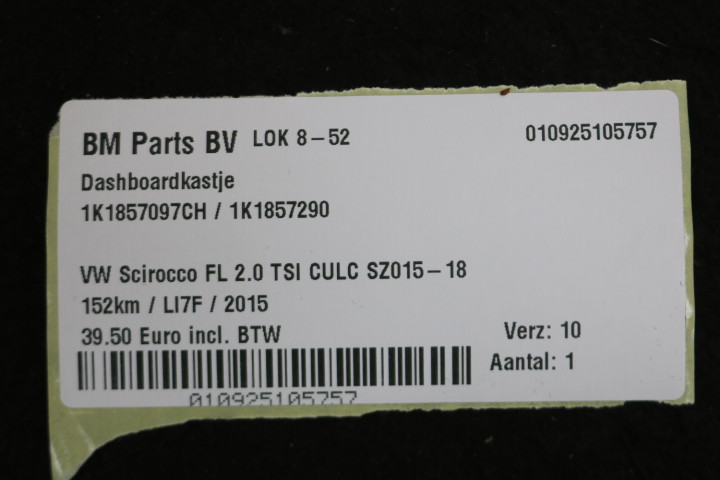 BM Parts BV LOK 8-52 010925105757
Dashboardkastje
1K1857097CH / 1K1857290
VW Scirocco FL 2.0 TSI CULC SZ015-18
152km / LI7F / 2015
39.50 Euro incl. BTW Verz: 10
Aantal: 1
010925105757